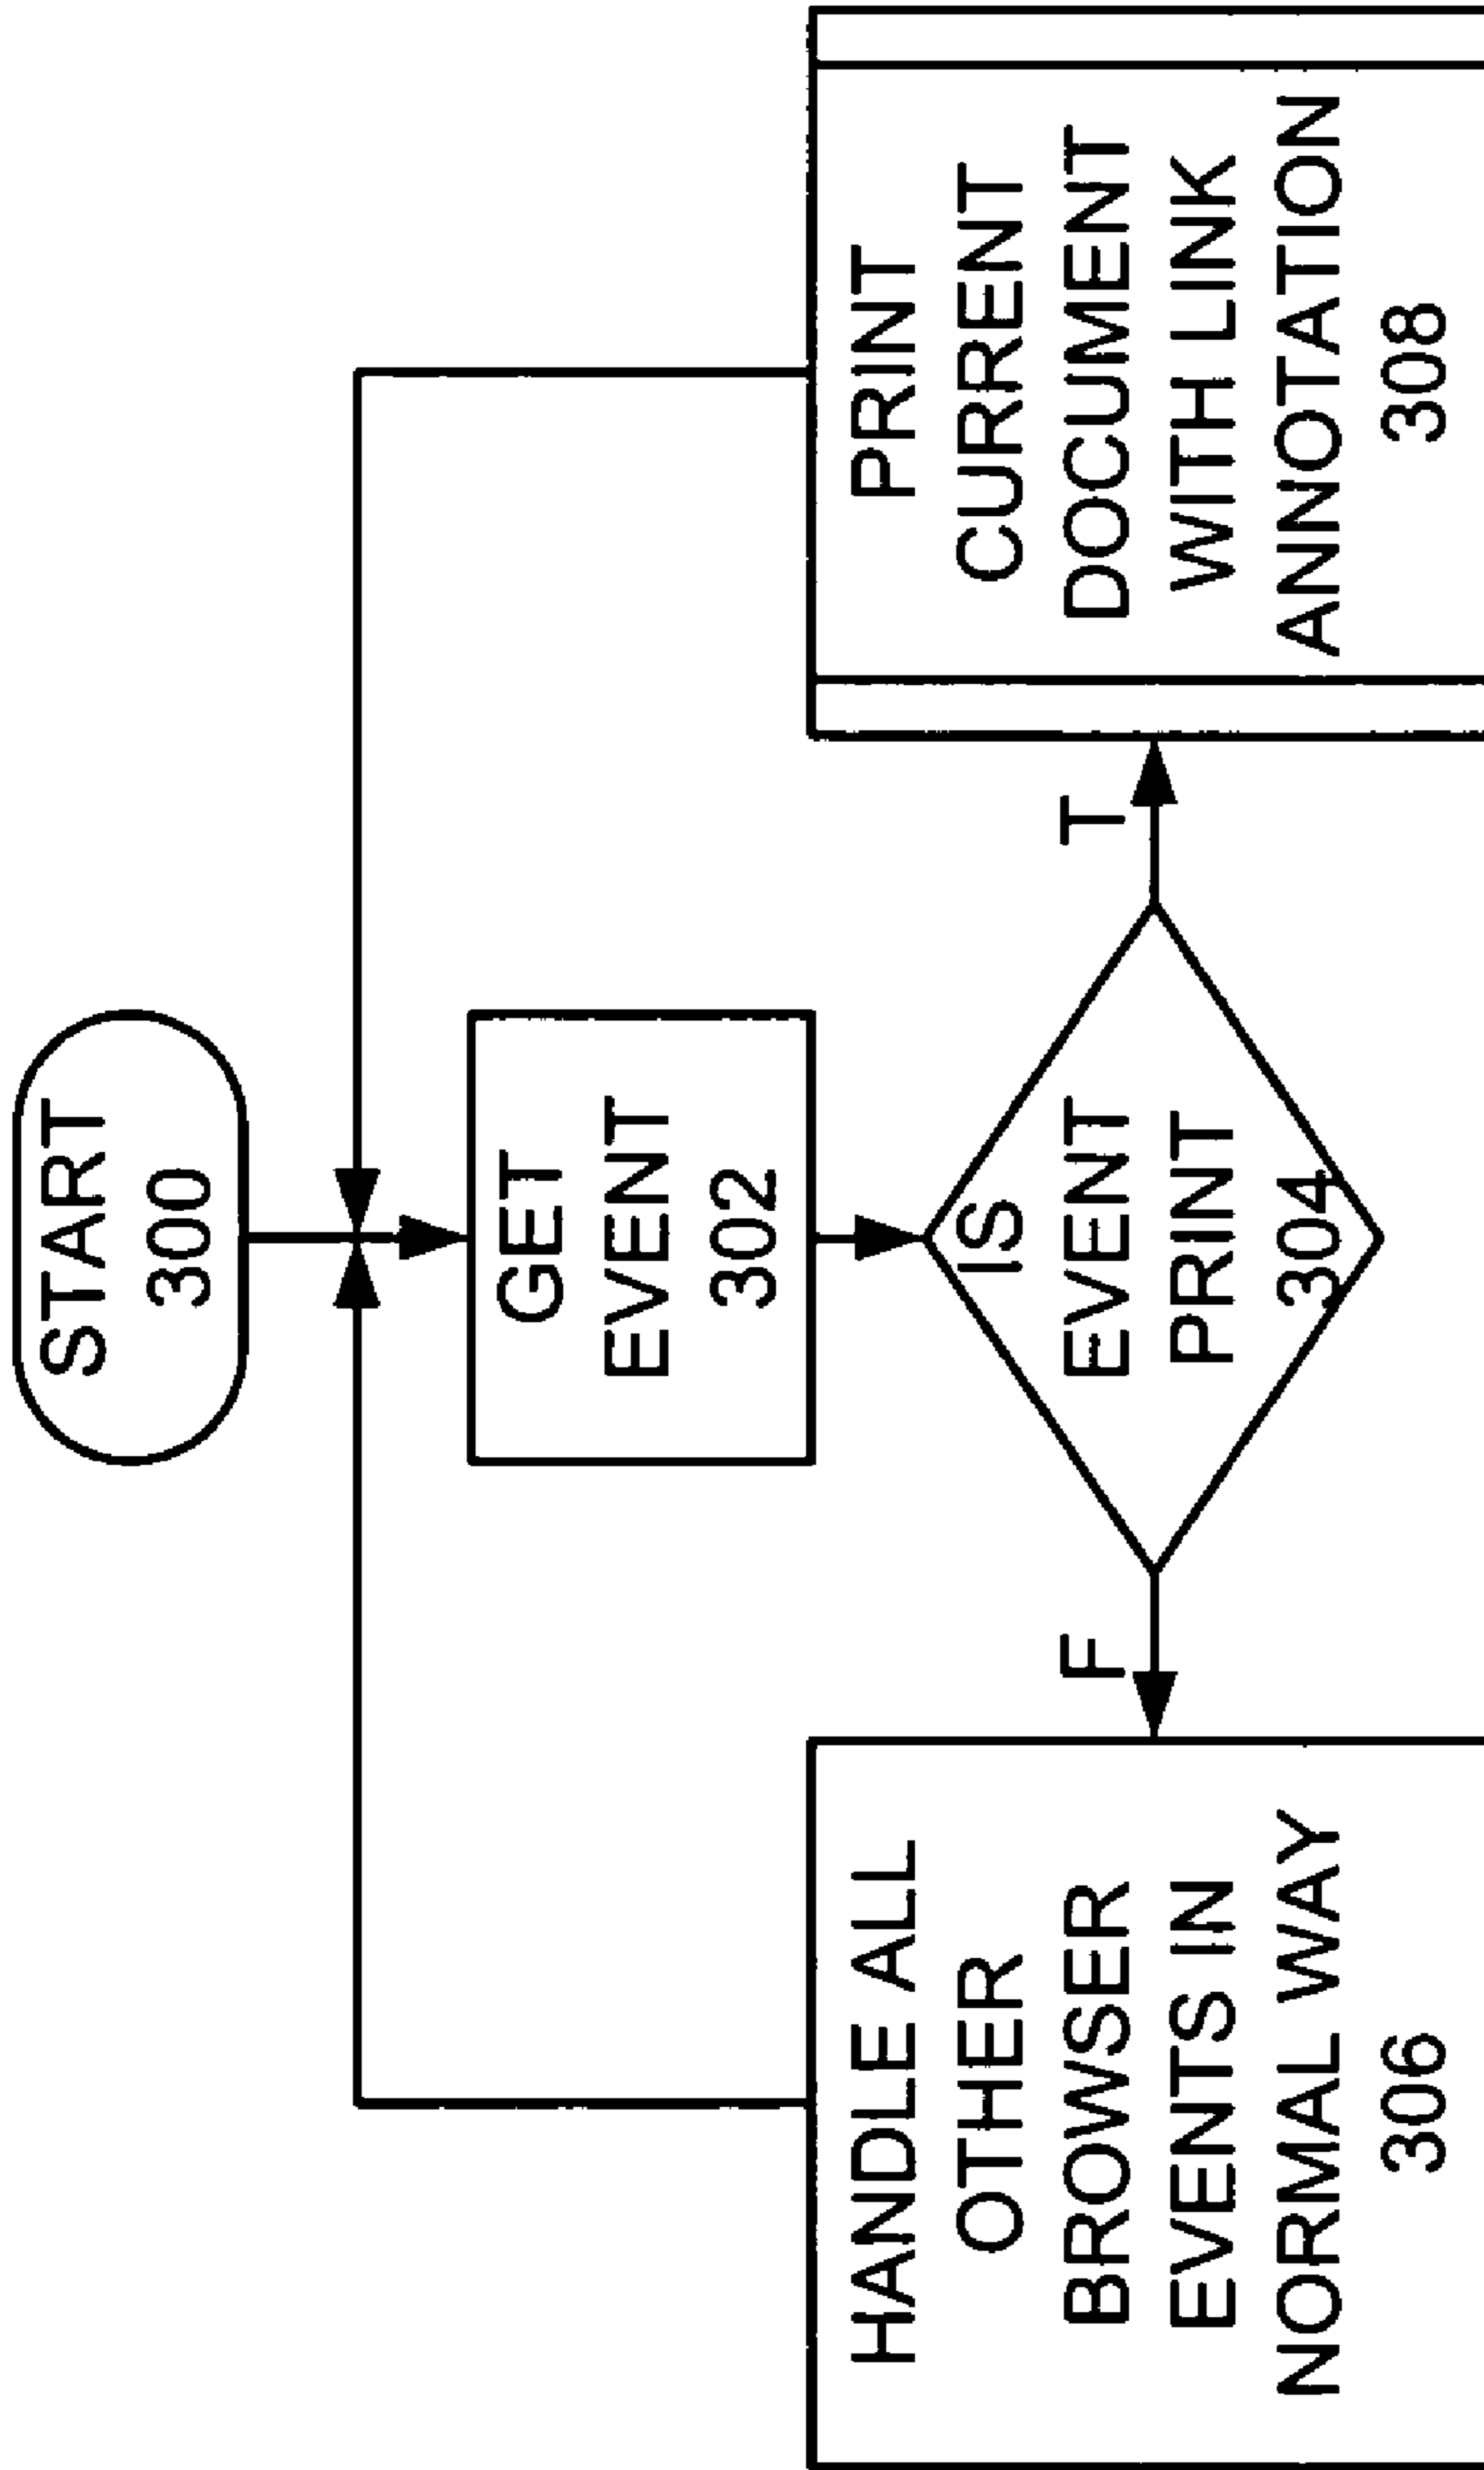 START
300
GET
EVENT
302
IS
EVENT
PRINT
304
F
T
HANDLE ALL
OTHER
BROWSER
EVENTS IN
NORMAL WAY
306
PRINT
CURRENT
DOCUMENT
WITH LINK
ANNOTATION
308